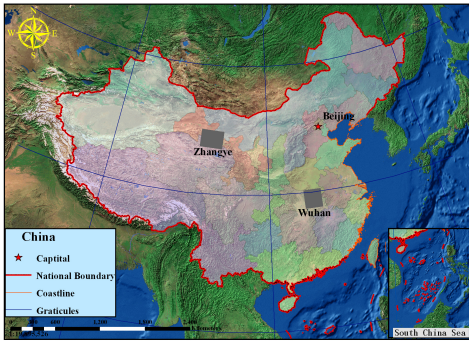 N
W
E
S
Beijing
Zhangye
Wuhan
China
Captital
National Boundary
Coastline
Graticules
South China Sea